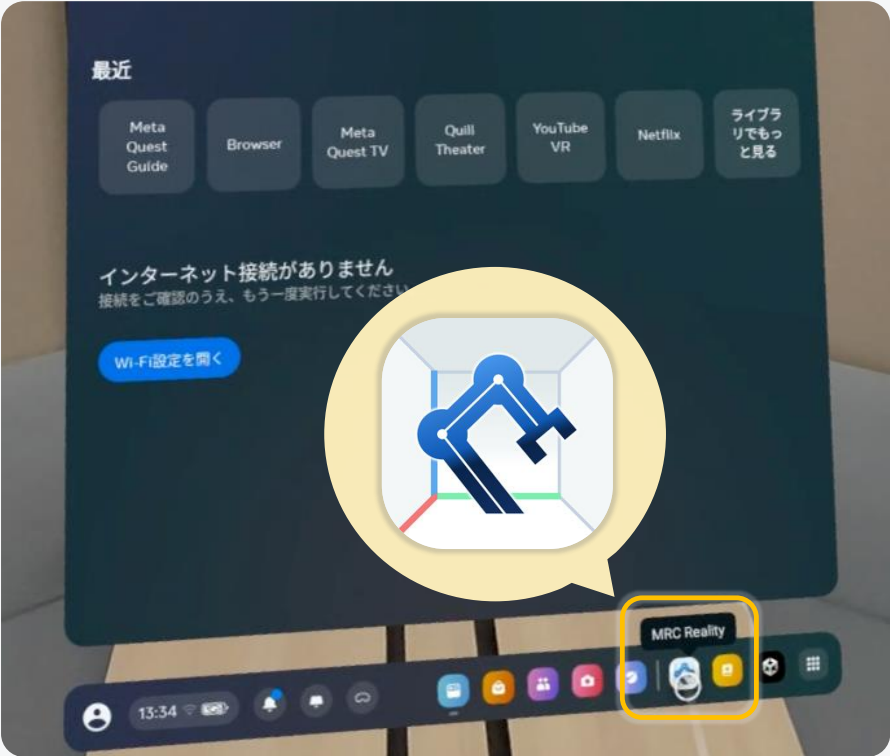 最近
Meta
Quest
Guide
Browser
Meta
Quest TV
Quill
Theater
YouTube
VR
Netflix
ライブラ
リでもっ
と見る
インターネット接続がありません
接続をご確認のうえ、もう一度実行してください
Wi-Fi設定を開く
MRC Reality
13:34